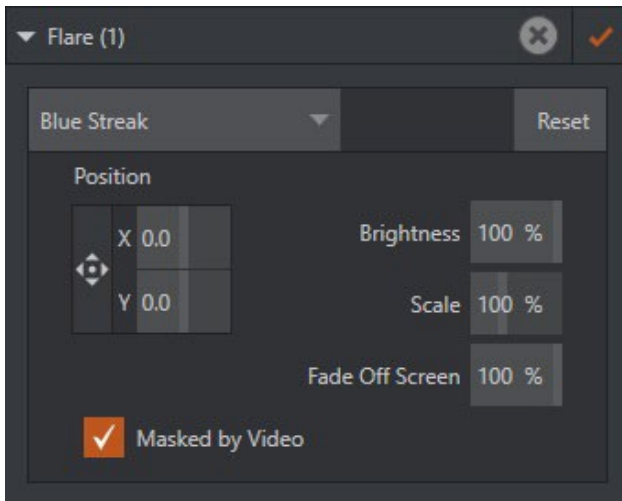 Flare (1)
Blue Streak
Reset
Position
X 0.0
Y 0.0
Brightness 100 %
Scale 100 %
Fade Off Screen 100 %
Masked by Video